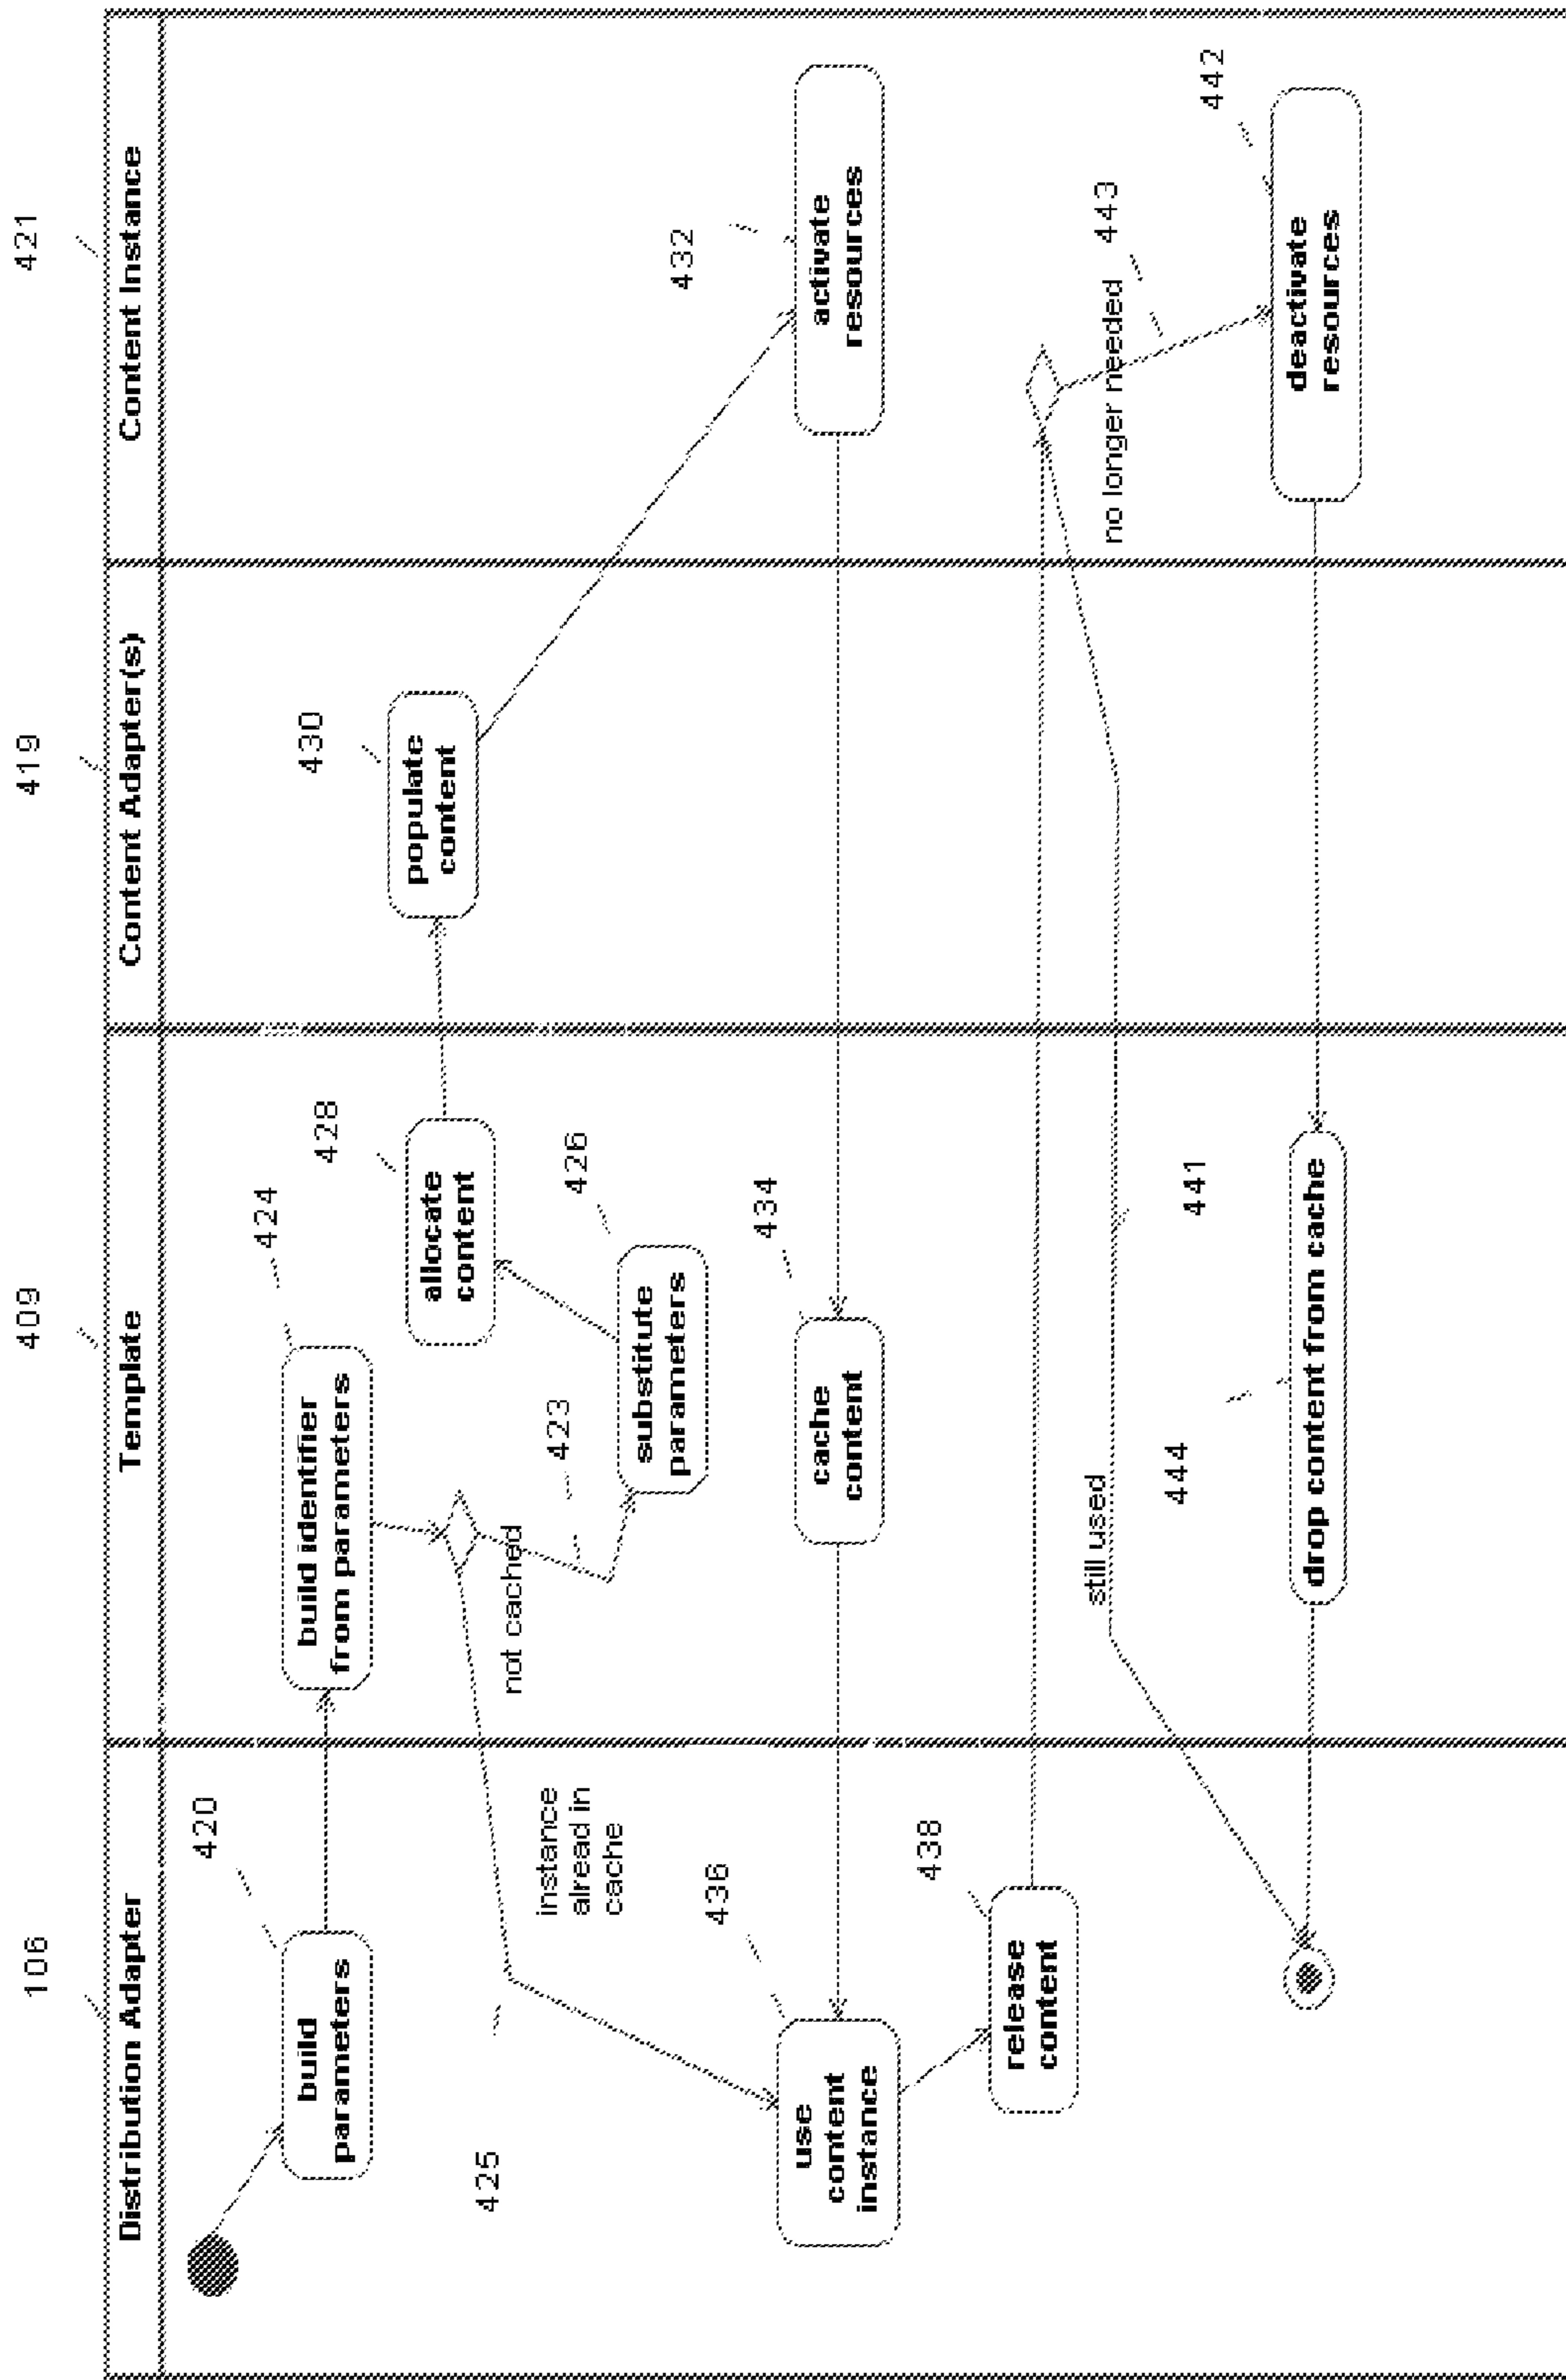 106
409
419
421
Distribution Adapter
Template
Content Adapter(s)
Content Instance
420
build
parameters
424
build identifier
from parameters
428
allocate
content
430
populate
content
not cached
423
426
substitute
parameters
425
instance
alread in
cache
432
activate
resources
434
cache
content
436
use
content
instance
438
release
content
no longer needed
443
442
deactivate
resources
still used
441
444
drop content from cache